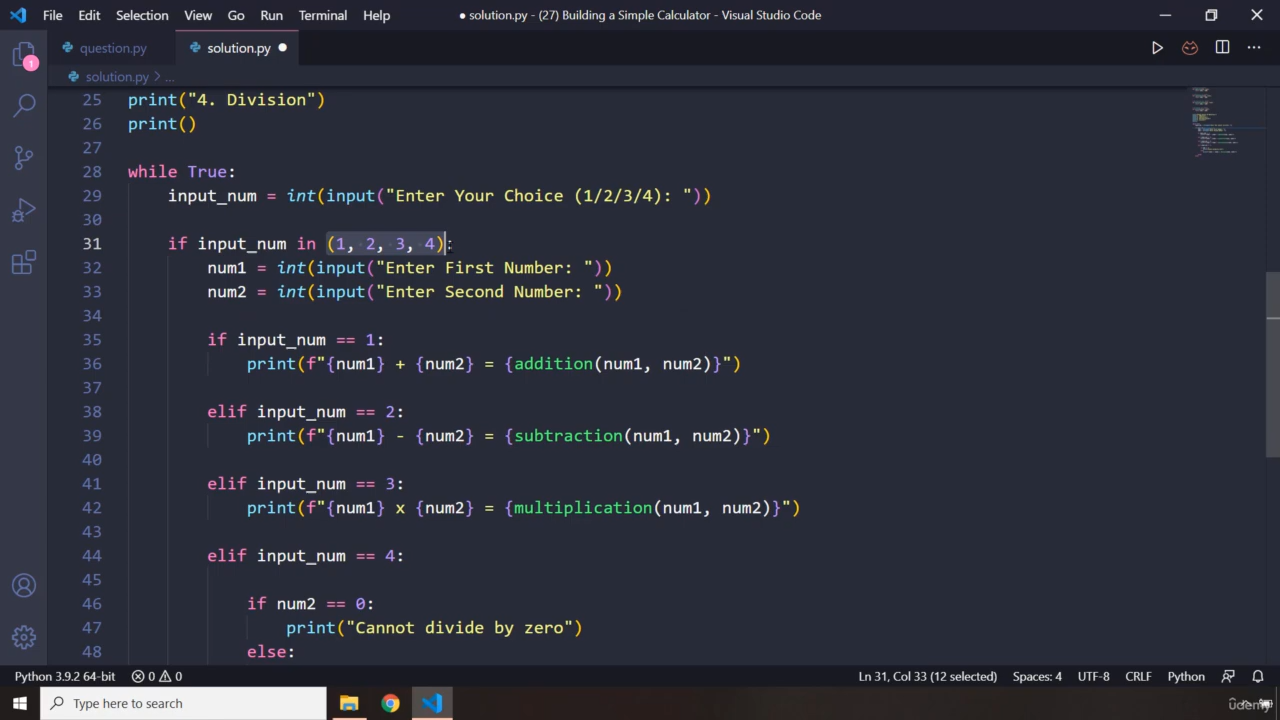 File Edit Selection View Go Run Terminal Help
● solution.py - (27) Building a Simple Calculator - Visual Studio Code
question.py solution.py
1
solution.py > ...
25 print("4. Division")
26 print()
27
28 while True:
29 input_num = int(input("Enter Your Choice (1/2/3/4): "))
30
31 if input_num in (1, 2, 3, 4):
32 num1 = int(input("Enter First Number: "))
33 num2 = int(input("Enter Second Number: "))
34
35 if input_num == 1:
36 print(f"{num1} + {num2} = {addition(num1, num2)}")
37
38 elif input_num == 2:
39 print(f"{num1} - {num2} = {subtraction(num1, num2)}")
40
41 elif input_num == 3:
42 print(f"{num1} x {num2} = {multiplication(num1, num2)}")
43
44 elif input_num == 4:
45
46 if num2 == 0:
47 print("Cannot divide by zero")
48 else:
Python 3.9.2 64-bit 0 0 Ln 31, Col 33 (12 selected) Spaces: 4 UTF-8 CRLF Python
Type here to search
udemy